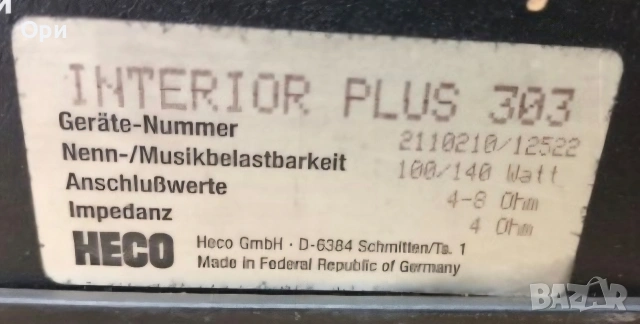 Ори
INTERIOR PLUS 303
Geräte-Nummer 2110210/12522
Nenn-/Musikbelastbarkeit 100/140 Watt
Anschlußwerte 4-8 Ohm
Impedanz 4 Ohm
HECO Heco GmbH · D-6384 Schmitten/Ts. 1
Made in Federal Republic of Germany
BAZAR